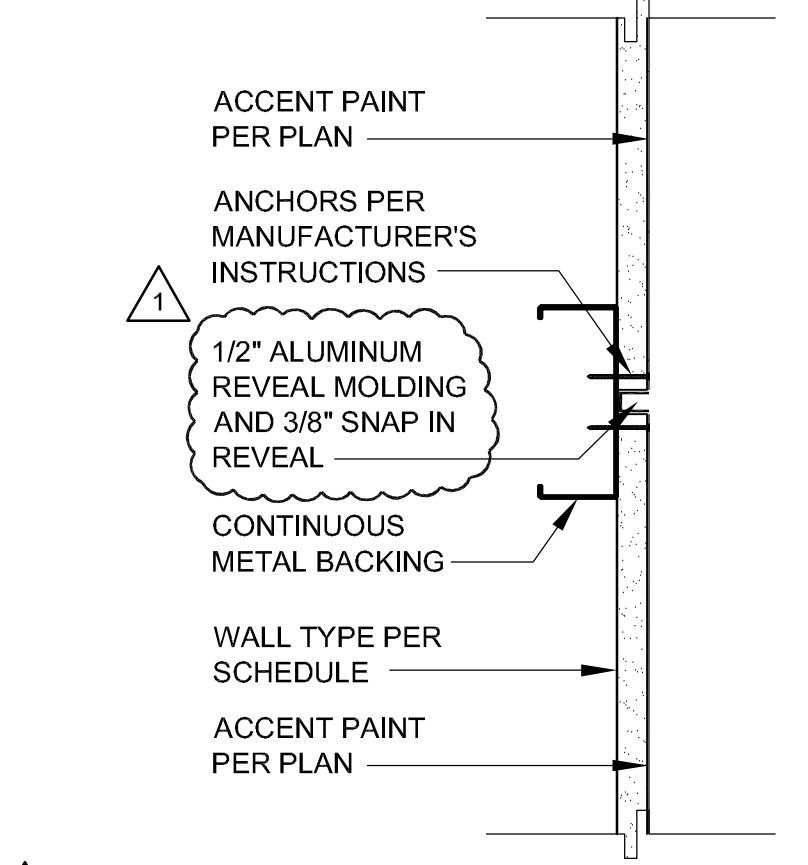 ACCENT PAINT
PER PLAN
ANCHORS PER
MANUFACTURER'S
INSTRUCTIONS
1
1/2" ALUMINUM
REVEAL MOLDING
AND 3/8" SNAP IN
REVEAL
CONTINUOUS
METAL BACKING
WALL TYPE PER
SCHEDULE
ACCENT PAINT
PER PLAN